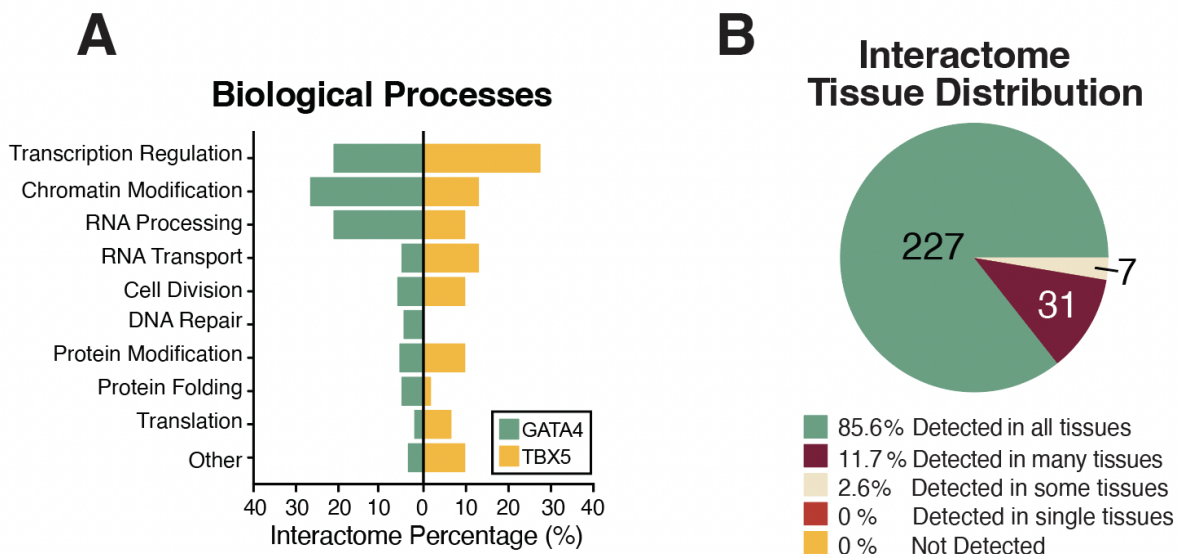 A
Biological Processes
Transcription Regulation
Chromatin Modification
RNA Processing
RNA Transport
Cell Division
DNA Repair
Protein Modification
Protein Folding
Translation
Other
GATA4
TBX5
40 30 20 10 0 10 20 30 40
Interactome Percentage (%)
B
Interactome
Tissue Distribution
227
7
31
85.6% Detected in all tissues
11.7 % Detected in many tissues
2.6% Detected in some tissues
0 % Detected in single tissues
0 % Not Detected